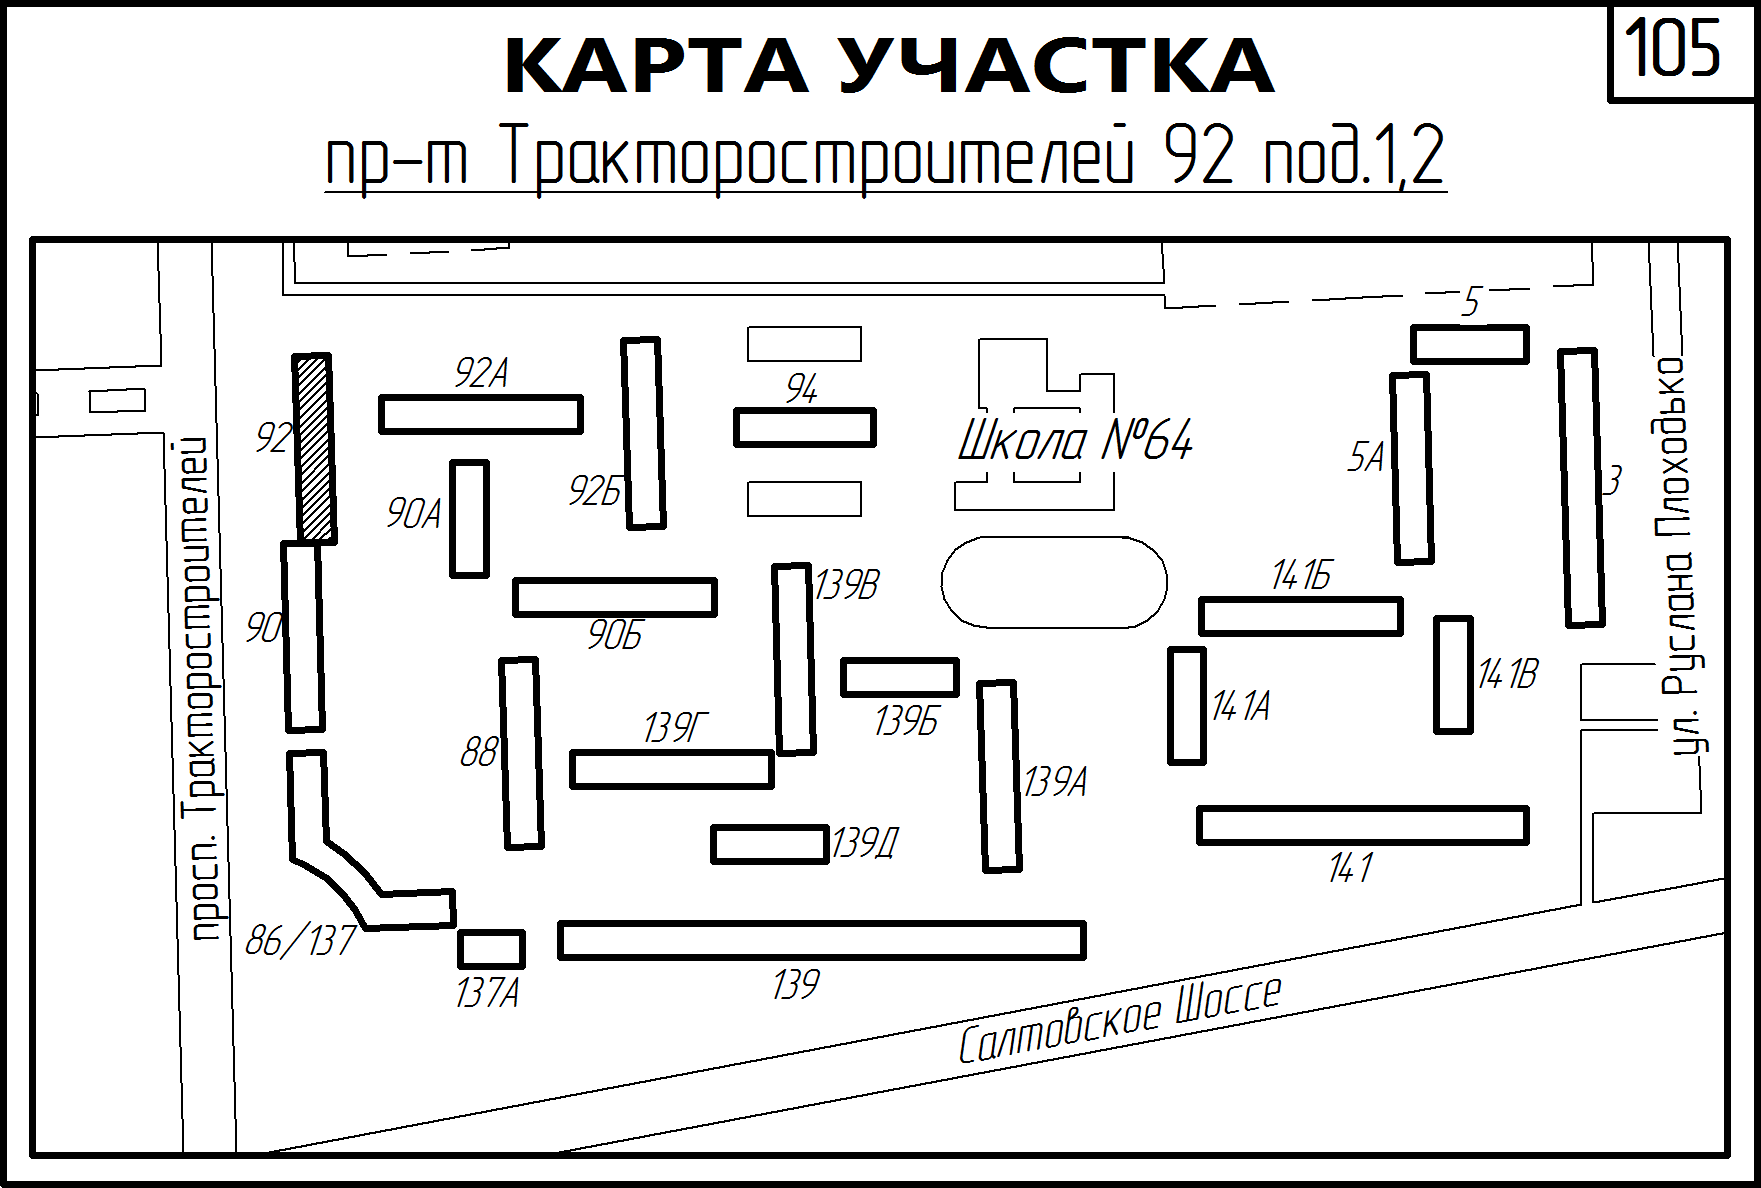 105
КАРТА УЧАСТКА
пр-т Тракторостроителей 92 под.1,2
5
92А
94
92
Школа №64
5А
3
90А
92Б
139В
141Б
90
90Б
141В
141А
139Г
139Б
88
139А
139Д
141
86/137
137А
139
просп. Тракторостроителей
ул. Руслана Плоходько
Салтовское Шоссе